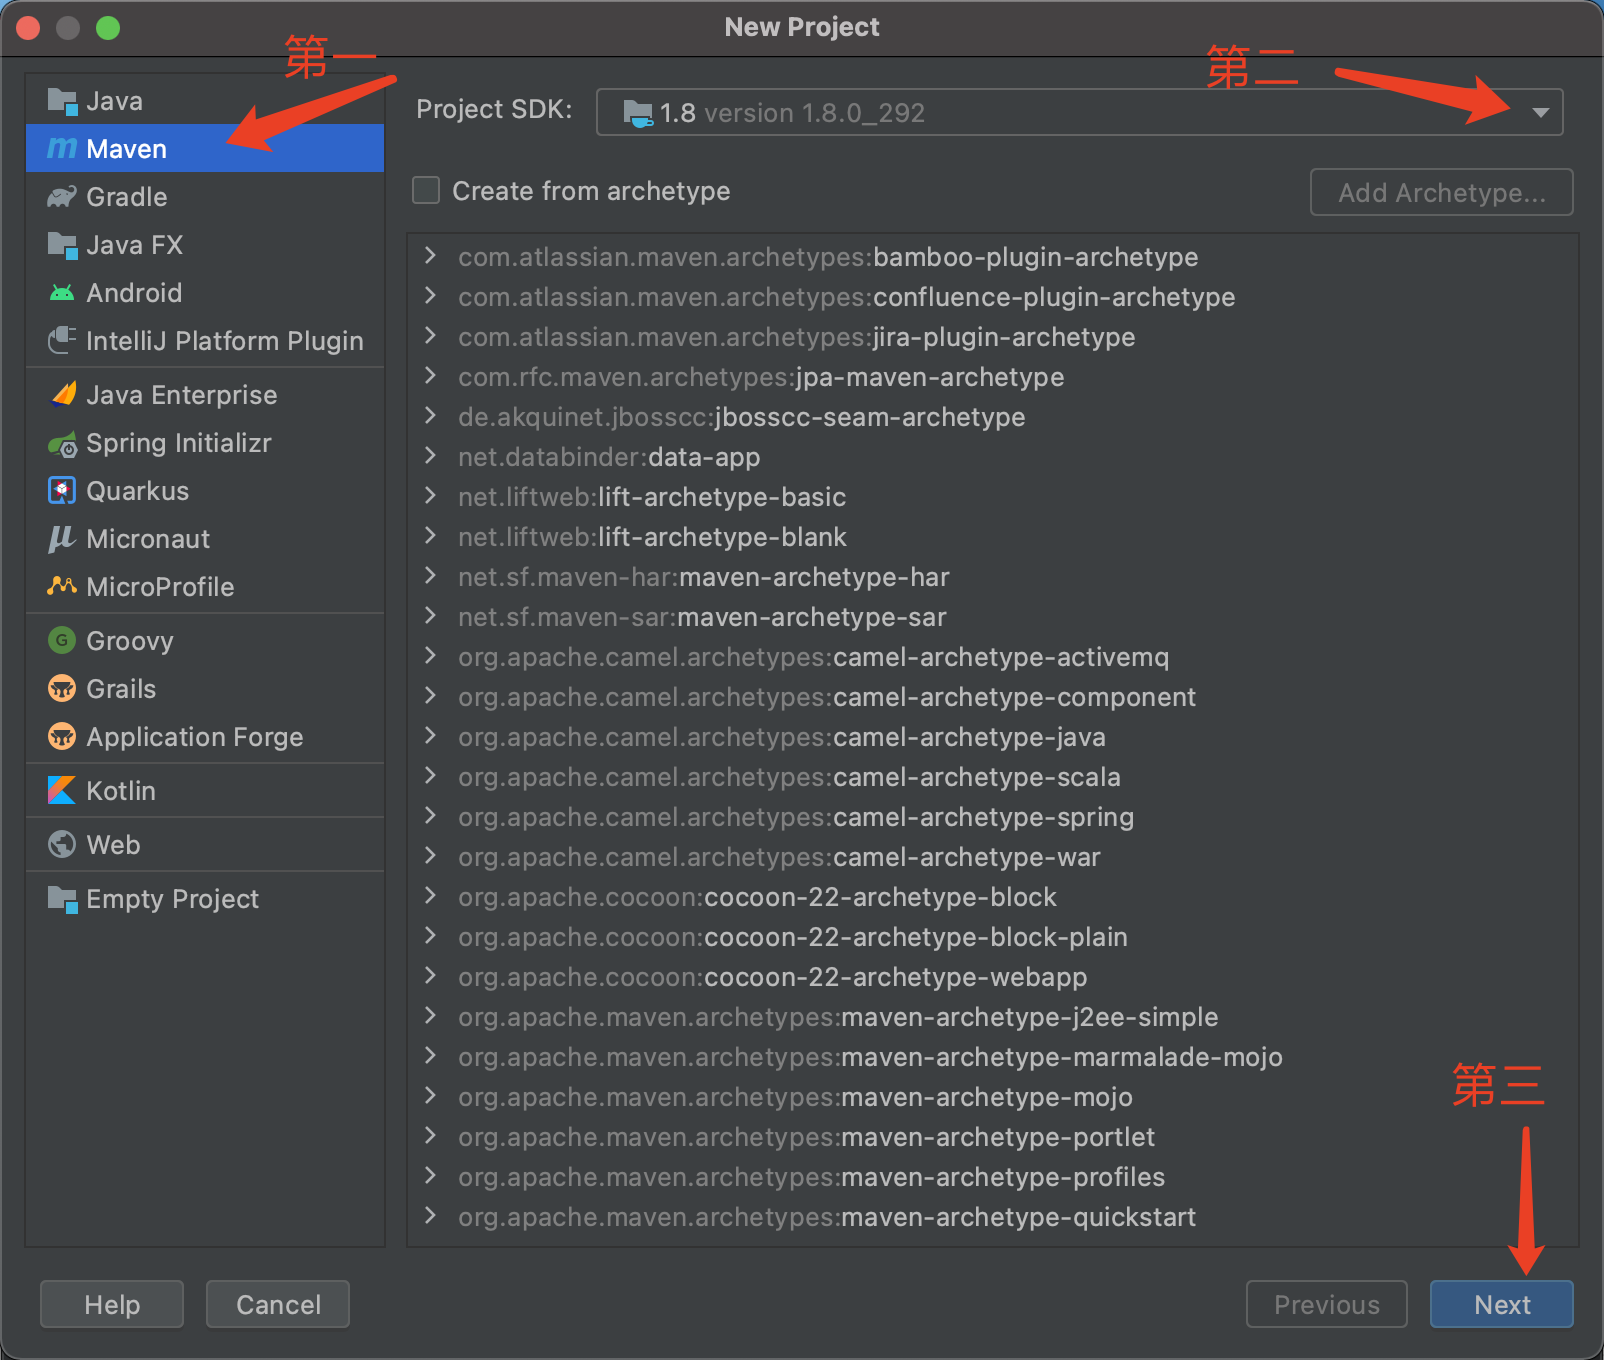 New Project
第一
第二
Java
Maven
Gradle
Java FX
Android
IntelliJ Platform Plugin
Java Enterprise
Spring Initializr
Quarkus
Micronaut
MicroProfile
Groovy
Grails
Application Forge
Kotlin
Web
Empty Project
Project SDK: 1.8 version 1.8.0_292
Create from archetype
Add Archetype...
com.atlassian.maven.archetypes:bamboo-plugin-archetype
com.atlassian.maven.archetypes:confluence-plugin-archetype
com.atlassian.maven.archetypes:jira-plugin-archetype
com.rfc.maven.archetypes:jpa-maven-archetype
de.akquinet.jbosscc:jbosscc-seam-archetype
net.databinder:data-app
net.liftweb:lift-archetype-basic
net.liftweb:lift-archetype-blank
net.sf.maven-har:maven-archetype-har
net.sf.maven-sar:maven-archetype-sar
org.apache.camel.archetypes:camel-archetype-activemq
org.apache.camel.archetypes:camel-archetype-component
org.apache.camel.archetypes:camel-archetype-java
org.apache.camel.archetypes:camel-archetype-scala
org.apache.camel.archetypes:camel-archetype-spring
org.apache.camel.archetypes:camel-archetype-war
org.apache.cocoon:cocoon-22-archetype-block
org.apache.cocoon:cocoon-22-archetype-block-plain
org.apache.cocoon:cocoon-22-archetype-webapp
org.apache.maven.archetypes:maven-archetype-j2ee-simple
org.apache.maven.archetypes:maven-archetype-marmalade-mojo
org.apache.maven.archetypes:maven-archetype-mojo
org.apache.maven.archetypes:maven-archetype-portlet
org.apache.maven.archetypes:maven-archetype-profiles
org.apache.maven.archetypes:maven-archetype-quickstart
第三
Help
Cancel
Previous
Next